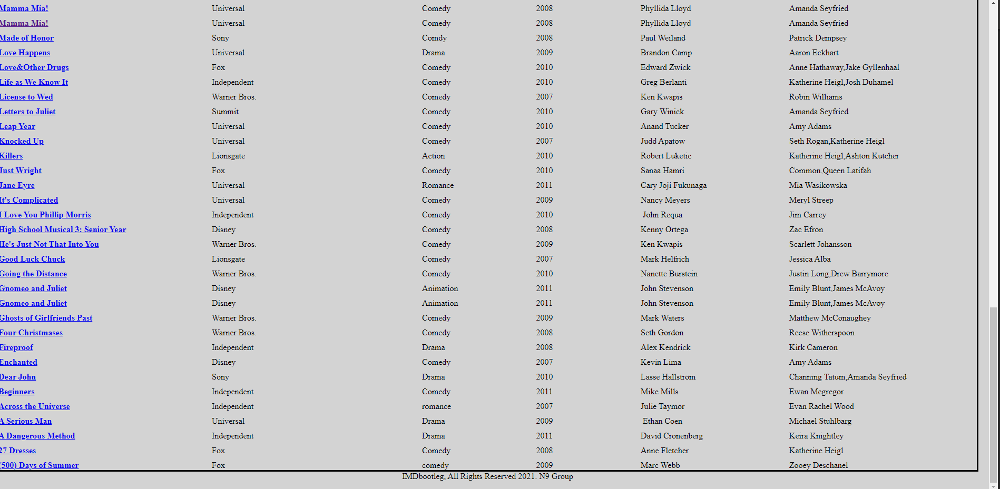 Mamma Mia! Universal Comedy 2008 Phyllida Lloyd Amanda Seyfried
Mamma Mia! Universal Comedy 2008 Phyllida Lloyd Amanda Seyfried
Made of Honor Sony Comdy 2008 Paul Weiland Patrick Dempsey
Love Happens Universal Drama 2009 Brandon Camp Aaron Eckhart
Love&Other Drugs Fox Comedy 2010 Edward Zwick Anne Hathaway,Jake Gyllenhaal
Life as We Know It Independent Comedy 2010 Greg Berlanti Katherine Heigl,Josh Duhamel
License to Wed Warner Bros. Comedy 2007 Ken Kwapis Robin Williams
Letters to Juliet Summit Comedy 2010 Gary Winick Amanda Seyfried
Leap Year Universal Comedy 2010 Anand Tucker Amy Adams
Knocked Up Universal Comedy 2007 Judd Apatow Seth Rogan,Katherine Heigl
Killers Lionsgate Action 2010 Robert Luketic Katherine Heigl,Ashton Kutcher
Just Wright Fox Comedy 2010 Sanaa Hamri Common,Queen Latifah
Jane Eyre Universal Romance 2011 Cary Joji Fukunaga Mia Wasikowska
It's Complicated Universal Comedy 2009 Nancy Meyers Meryl Streep
I Love You Phillip Morris Independent Comedy 2010 John Requa Jim Carrey
High School Musical 3: Senior Year Disney Comedy 2008 Kenny Ortega Zac Efron
He's Just Not That Into You Warner Bros. Comedy 2009 Ken Kwapis Scarlett Johansson
Good Luck Chuck Lionsgate Comedy 2007 Mark Helfrich Jessica Alba
Going the Distance Warner Bros. Comedy 2010 Nanette Burstein Justin Long,Drew Barrymore
Gnomeo and Juliet Disney Animation 2011 John Stevenson Emily Blunt,James McAvoy
Gnomeo and Juliet Disney Animation 2011 John Stevenson Emily Blunt,James McAvoy
Ghosts of Girlfriends Past Warner Bros. Comedy 2009 Mark Waters Matthew McConaughey
Four Christmases Warner Bros. Comedy 2008 Seth Gordon Reese Witherspoon
Fireproof Independent Drama 2008 Alex Kendrick Kirk Cameron
Enchanted Disney Comedy 2007 Kevin Lima Amy Adams
Dear John Sony Drama 2010 Lasse Hallström Channing Tatum,Amanda Seyfried
Beginners Independent Comedy 2011 Mike Mills Ewan Mcgregor
Across the Universe Independent romance 2007 Julie Taymor Evan Rachel Wood
A Serious Man Universal Drama 2009 Ethan Coen Michael Stuhlbarg
A Dangerous Method Independent Drama 2011 David Cronenberg Keira Knightley
27 Dresses Fox Comedy 2008 Anne Fletcher Katherine Heigl
(500) Days of Summer Fox comedy 2009 Marc Webb Zooey Deschanel
IMDbootleg, All Rights Reserved 2021. N9 Group